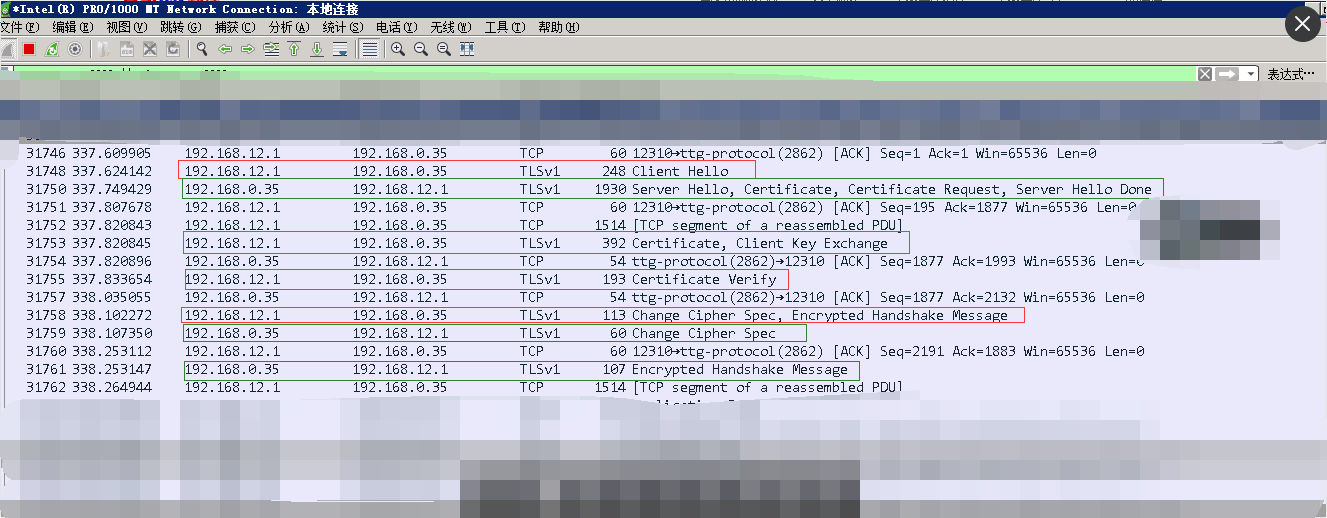 *Intel(R) PRO/1000 MT Network Connection: 本地连接
文件(F) 编辑(E) 视图(V) 跳转(G) 捕获(C) 分析(A) 统计(S) 电话(Y) 无线(W) 工具(T) 帮助(H)
表达式…
31746 337.609905 192.168.12.1 192.168.0.35 TCP 60 12310→ttg-protocol(2862) [ACK] Seq=1 Ack=1 Win=65536 Len=0
31748 337.624142 192.168.12.1 192.168.0.35 TLSv1 248 Client Hello
31750 337.749429 192.168.0.35 192.168.12.1 TLSv1 1930 Server Hello, Certificate, Certificate Request, Server Hello Done
31751 337.807678 192.168.12.1 192.168.0.35 TCP 60 12310→ttg-protocol(2862) [ACK] Seq=195 Ack=1877 Win=65536 Len=0
31752 337.820843 192.168.12.1 192.168.0.35 TCP 1514 [TCP segment of a reassembled PDU]
31753 337.820845 192.168.12.1 192.168.0.35 TLSv1 392 Certificate, Client Key Exchange
31754 337.820896 192.168.0.35 192.168.12.1 TCP 54 ttg-protocol(2862)→12310 [ACK] Seq=1877 Ack=1993 Win=65536 Len=0
31755 337.833654 192.168.12.1 192.168.0.35 TLSv1 193 Certificate Verify
31757 338.035055 192.168.0.35 192.168.12.1 TCP 54 ttg-protocol(2862)→12310 [ACK] Seq=1877 Ack=2132 Win=65536 Len=0
31758 338.102272 192.168.12.1 192.168.0.35 TLSv1 113 Change Cipher Spec, Encrypted Handshake Message
31759 338.107350 192.168.0.35 192.168.12.1 TLSv1 60 Change Cipher Spec
31760 338.253112 192.168.12.1 192.168.0.35 TCP 60 12310→ttg-protocol(2862) [ACK] Seq=2191 Ack=1883 Win=65536 Len=0
31761 338.253147 192.168.0.35 192.168.12.1 TLSv1 107 Encrypted Handshake Message
31762 338.264944 192.168.12.1 192.168.0.35 TCP 1514 [TCP segment of a reassembled PDU]